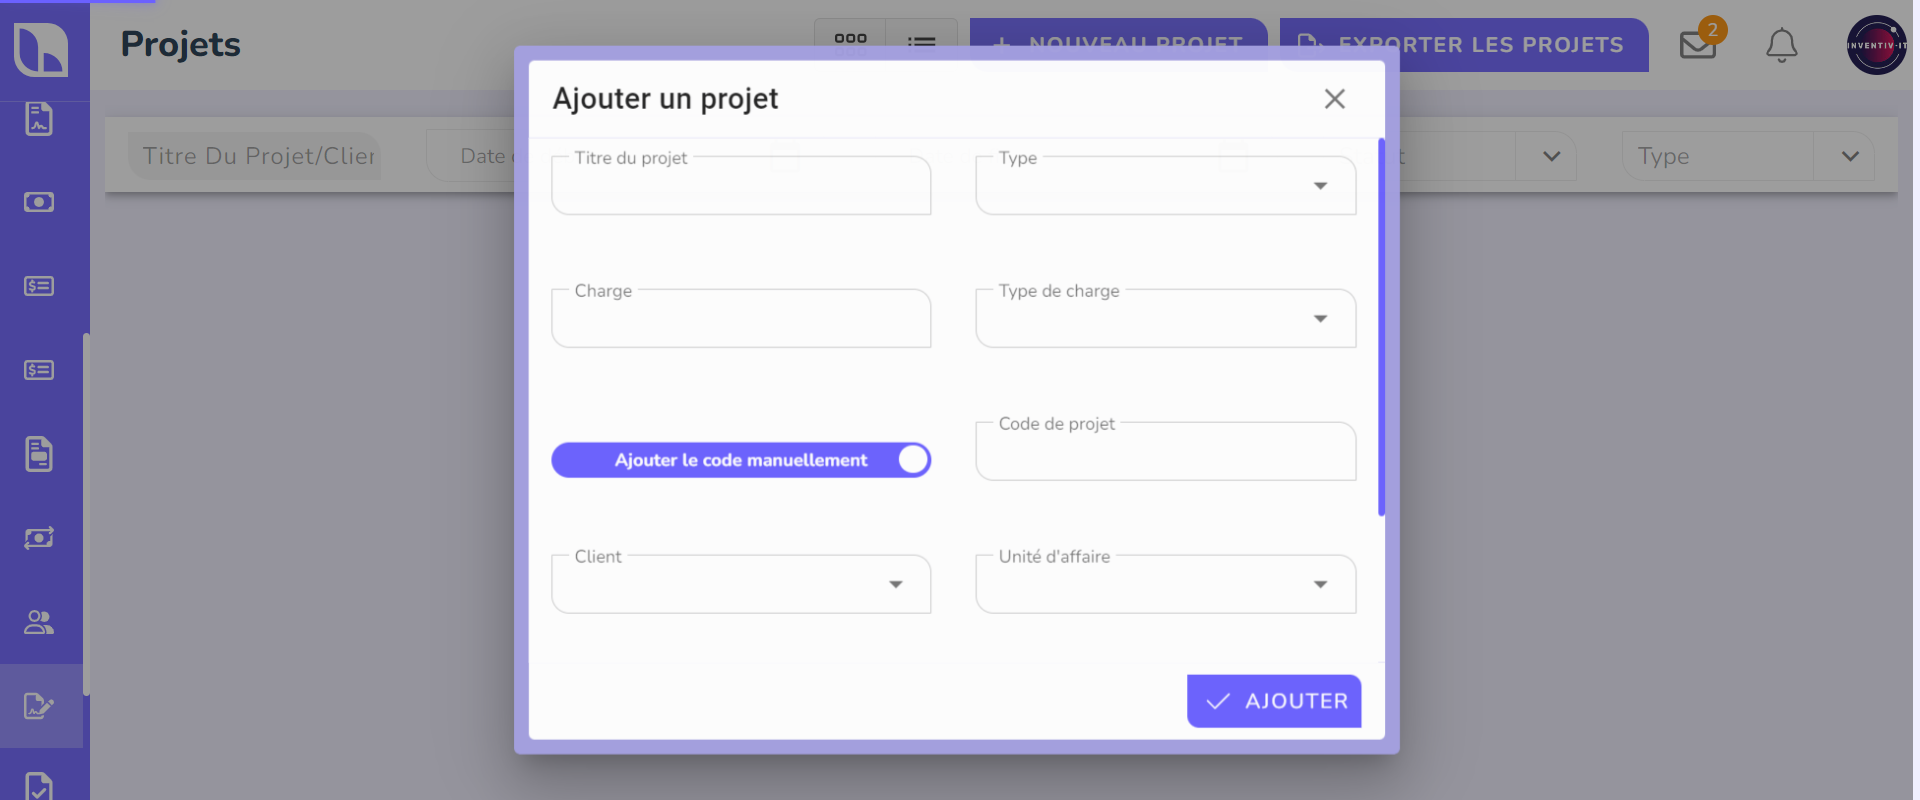 Projets
NOUVEAU PROJET
EXPORTER LES PROJETS
2
INVENTIV-IT
Titre Du Projet/Clien
Date
Type
Ajouter un projet
Titre du projet
Type
Charge
Type de charge
Ajouter le code manuellement
Code de projet
Client
Unité d'affaire
AJOUTER